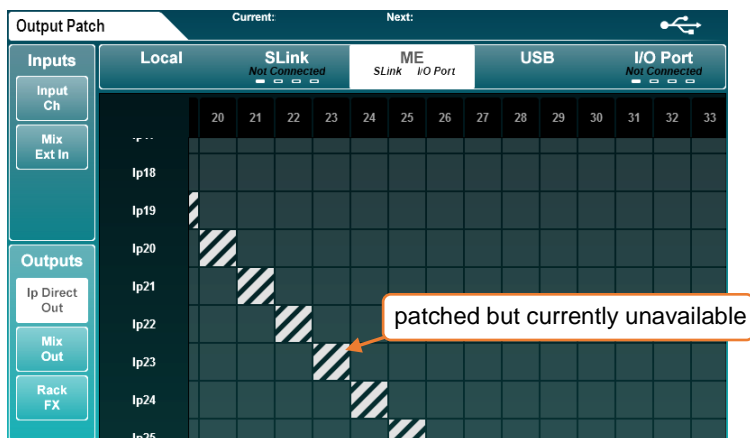 Output Patch
Current:
Next:
Inputs
Input
Ch
Mix
Ext In
Outputs
Ip Direct
Out
Mix
Out
Rack
FX
Local
SLink
Not Connected
ME
SLink I/O Port
USB
I/O Port
Not Connected
20 21 22 23 24 25 26 27 28 29 30 31 32 33
Ip18
Ip19
Ip20
Ip21
Ip22
Ip23
Ip24
Ip25
patched but currently unavailable